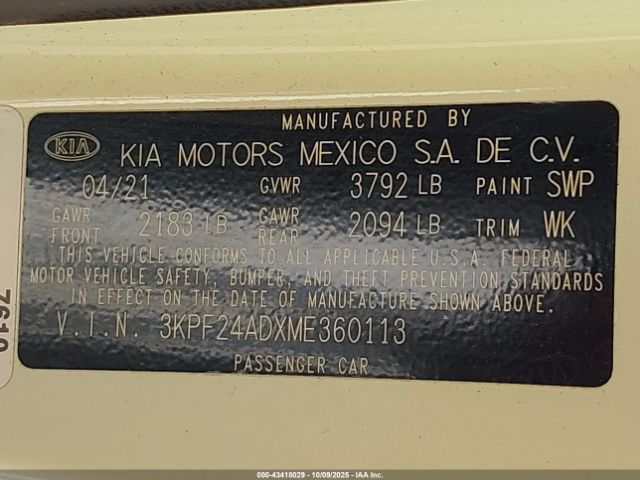 MANUFACTURED BY
KIA KIA MOTORS MEXICO S.A. DE C.V.
04/21 GVWR 3792 LB PAINT SWP
GAWR FRONT 2183 LB GAWR REAR 2094 LB TRIM WK
THIS VEHICLE CONFORMS TO ALL APPLICABLE U.S.A. FEDERAL
MOTOR VEHICLE SAFETY, BUMPER, AND THEFT PREVENTION STANDARDS
IN EFFECT ON THE DATE OF MANUFACTURE SHOWN ABOVE.
V.I.N. 3KPF24ADXME360113
PASSENGER CAR
000-43418029 - 10/09/2025 - IAA Inc.